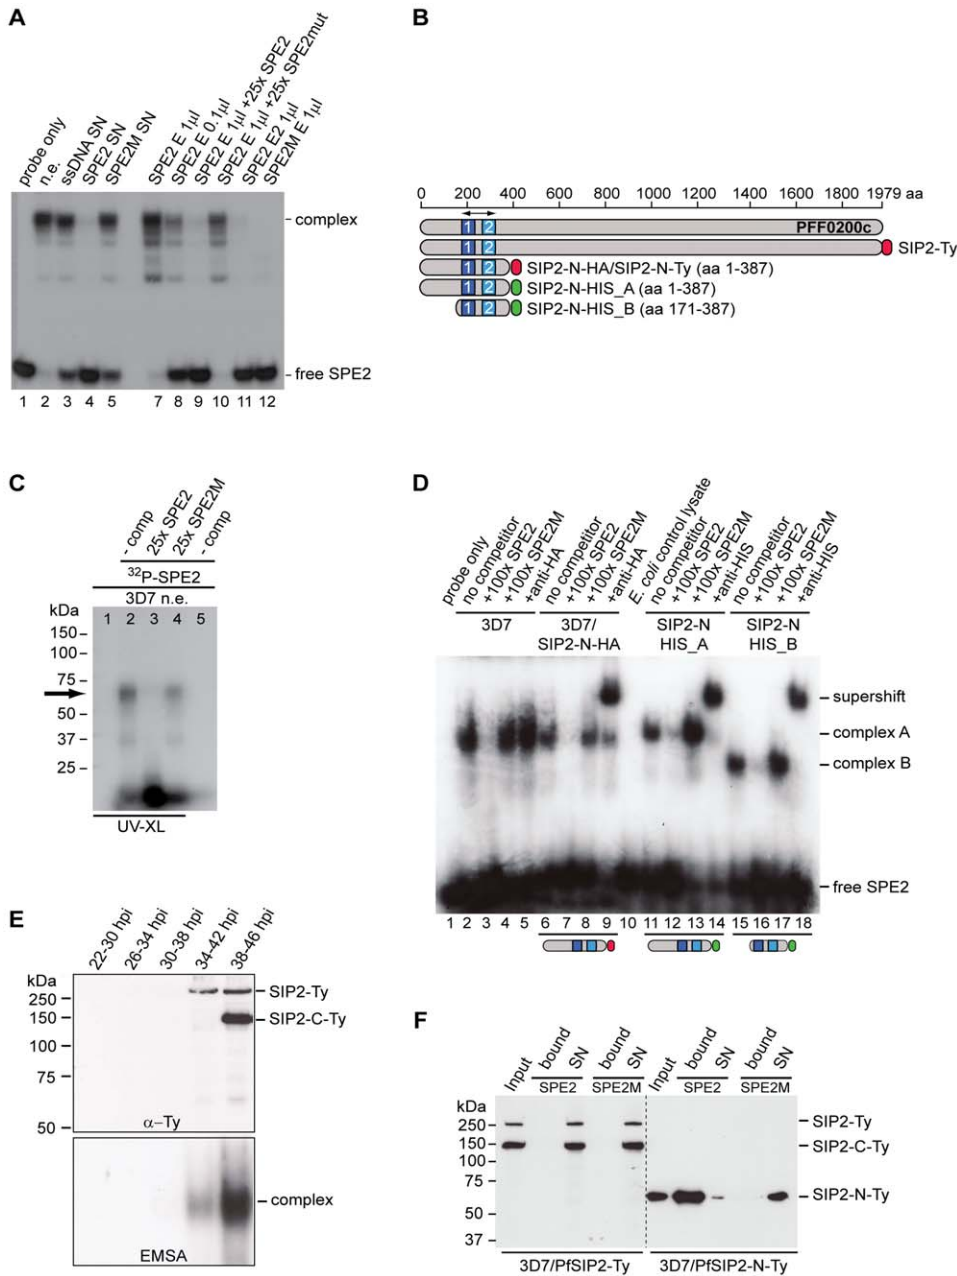 A
probe only
n.e.
ssDNA SN
SPE2 SN
SPE2M SN
SPE2 E 1µl
SPE2 E 0.1µl
SPE2 E 1µl +25x SPE2
SPE2 E 1µl +25x SPE2mut
SPE2 E2 1µl
SPE2M E 1µl
complex
free SPE2
1 2 3 4 5 7 8 9 10 11 12
B
0 200 400 600 800 1000 1200 1400 1600 1800 1979 aa
1 2 PFF0200c
1 2 SIP2-Ty
1 2 SIP2-N-HA/SIP2-N-Ty (aa 1-387)
1 2 SIP2-N-HIS_A (aa 1-387)
1 2 SIP2-N-HIS_B (aa 171-387)
C
- comp
25x SPE2
25x SPE2M
- comp
32P-SPE2
3D7 n.e.
kDa
1 2 3 4 5
150
100
75
50
37
25
UV-XL
D
probe only
no competitor
+100x SPE2
+100x SPE2M
+anti-HA
no competitor
+100x SPE2
+100x SPE2M
+anti-HA
E. coli control lysate
no competitor
+100x SPE2
+100x SPE2M
+anti-HIS
no competitor
+100x SPE2
+100x SPE2M
+anti-HIS
3D7
3D7/
SIP2-N-HA
SIP2-N
HIS_A
SIP2-N
HIS_B
supershift
complex A
complex B
free SPE2
1 2 3 4 5 6 7 8 9 10 11 12 13 14 15 16 17 18
E
22-30 hpi
26-34 hpi
30-38 hpi
34-42 hpi
38-46 hpi
kDa
250
150
100
75
50
SIP2-Ty
SIP2-C-Ty
α–Ty
complex
EMSA
F
Input
bound
SN
bound
SN
Input
bound
SN
bound
SN
SPE2 SPE2M SPE2 SPE2M
kDa
250
150
100
75
50
37
SIP2-Ty
SIP2-C-Ty
SIP2-N-Ty
3D7/PfSIP2-Ty 3D7/PfSIP2-N-Ty